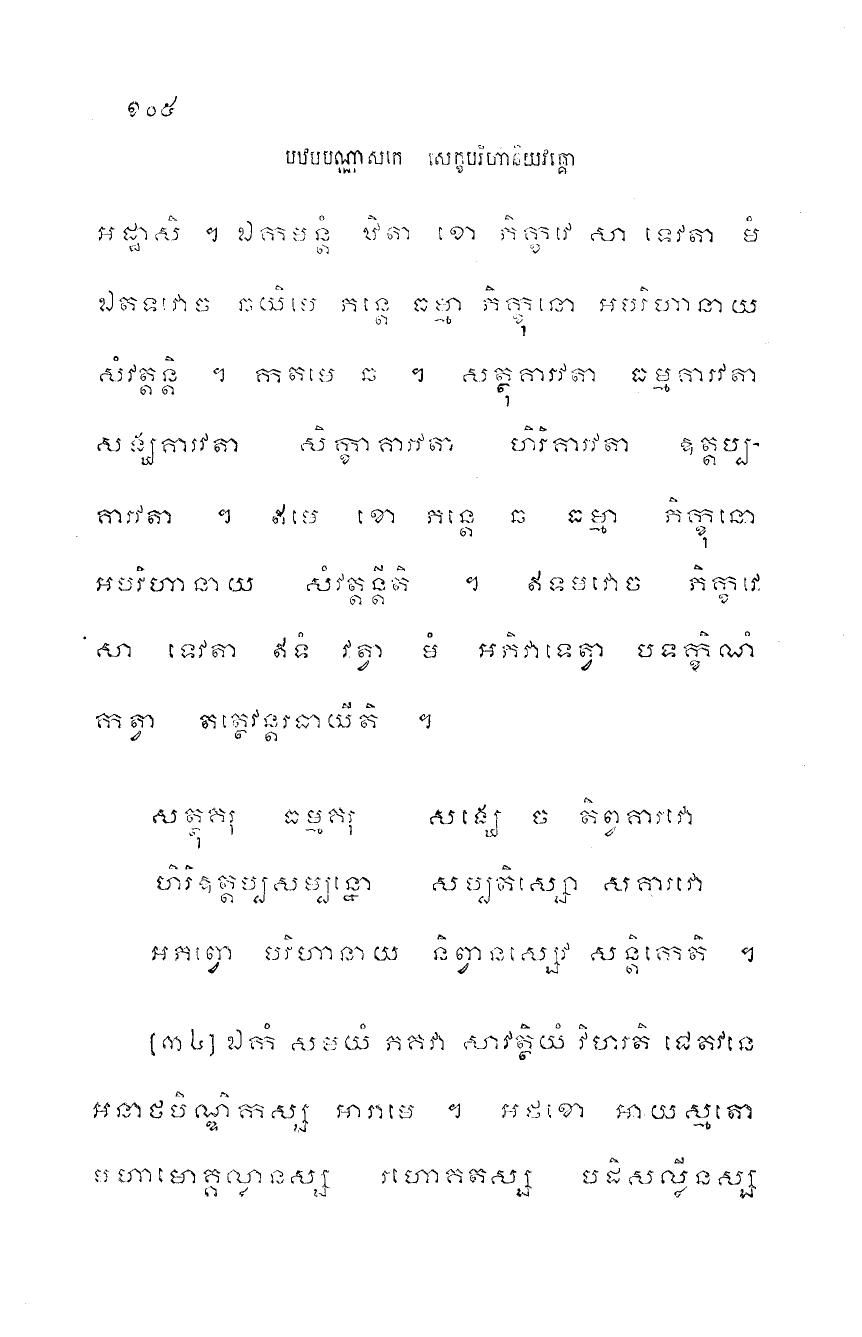 ១០៥
បឋមបណ្ណាសកេ សេក្ខបរិហានិយវគ្គោ
អដ្ឋាសិ ។ ឯកមន្តំ ឋិតា ខោ ភិក្ខវេ សា ទេវតា មំ
ឯតទវោច ឆយិមេ ភន្តេ ធម្មា ភិក្ខុនោ អបរិហានាយ
សំវត្តន្តិ ។ កតមេ ឆ ។ សត្ថុគារវតា ធម្មគារវតា
សង្ឃគារវតា សិក្ខាគារវតា ហិរិគារវតា ឧត្តប្ប-
គារវតា ។ ឥមេ ខោ ភន្តេ ឆ ធម្មា ភិក្ខុនោ
អបរិហានាយ សំវត្តន្តីតិ ។ ឥទមវោច ភិក្ខវេ
សា ទេវតា ឥទំ វត្វា មំ អភិវាទេត្វា បទក្ខិណំ
កត្វា តត្ថេវន្តរធាយីតិ ។
សត្ថុគរុ ធម្មគរុ សង្ឃេ ច តិព្វគារវោ
ហិរិឧត្តប្បសម្បន្នោ សប្បតិស្សោ សគារវោ
អភព្វោ បរិហានាយ និព្វានស្សេវ សន្តិកេតិ ។
[៣៤] ឯកំ សមយំ ភគវា សាវត្ថិយំ វិហរតិ ជេតវនេ
អនាថបិណ្ឌិកស្ស អារាមេ ។ អថខោ អាយស្មតោ
មហាមោគ្គល្លានស្ស រហោគតស្ស បដិសល្លីនស្ស